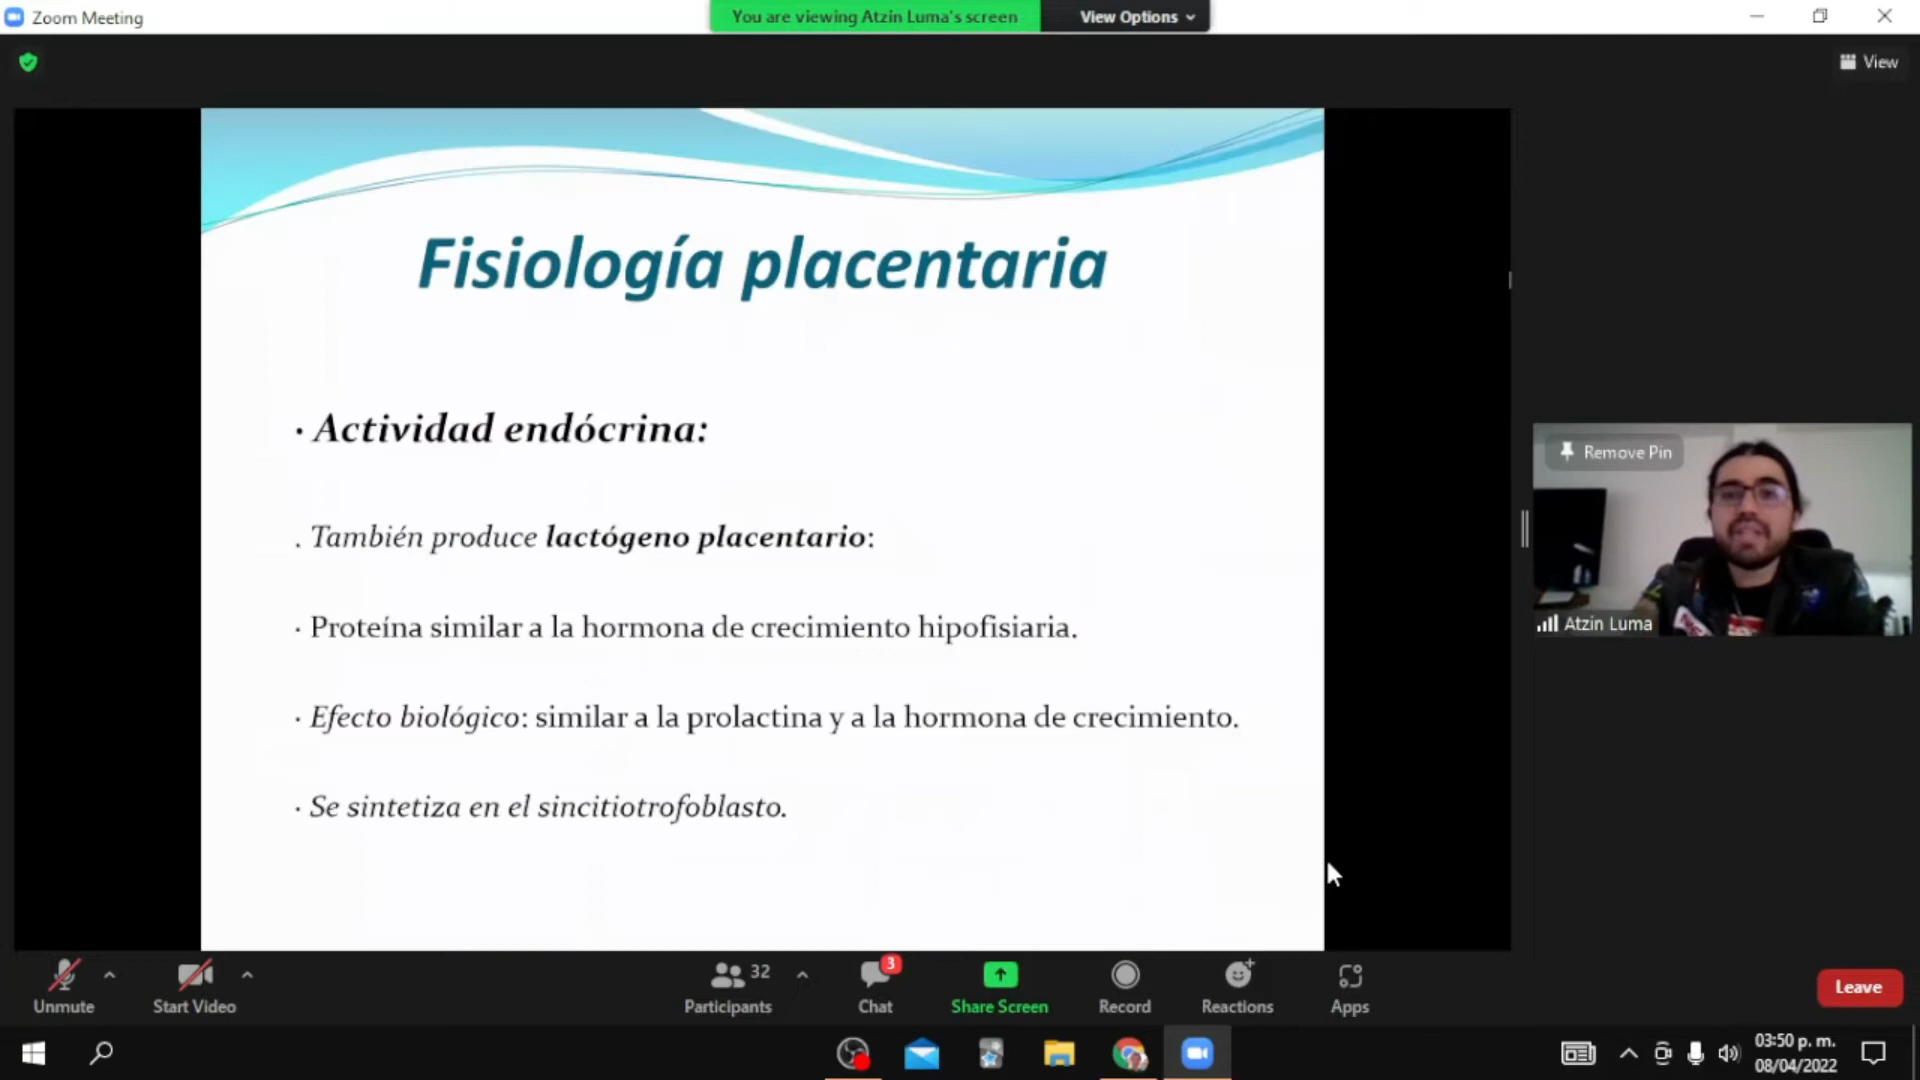 Zoom Meeting
You are viewing Atzin Luma's screen
View Options
View
Fisiología placentaria
· Actividad endócrina:
. También produce lactógeno placentario:
· Proteína similar a la hormona de crecimiento hipofisiaria.
· Efecto biológico: similar a la prolactina y a la hormona de crecimiento.
· Se sintetiza en el sincitiotrofoblasto.
Remove Pin
Atzin Luma
Unmute
Start Video
32
Participants
3
Chat
Share Screen
Record
Reactions
Apps
Leave
03:50 p. m.
08/04/2022